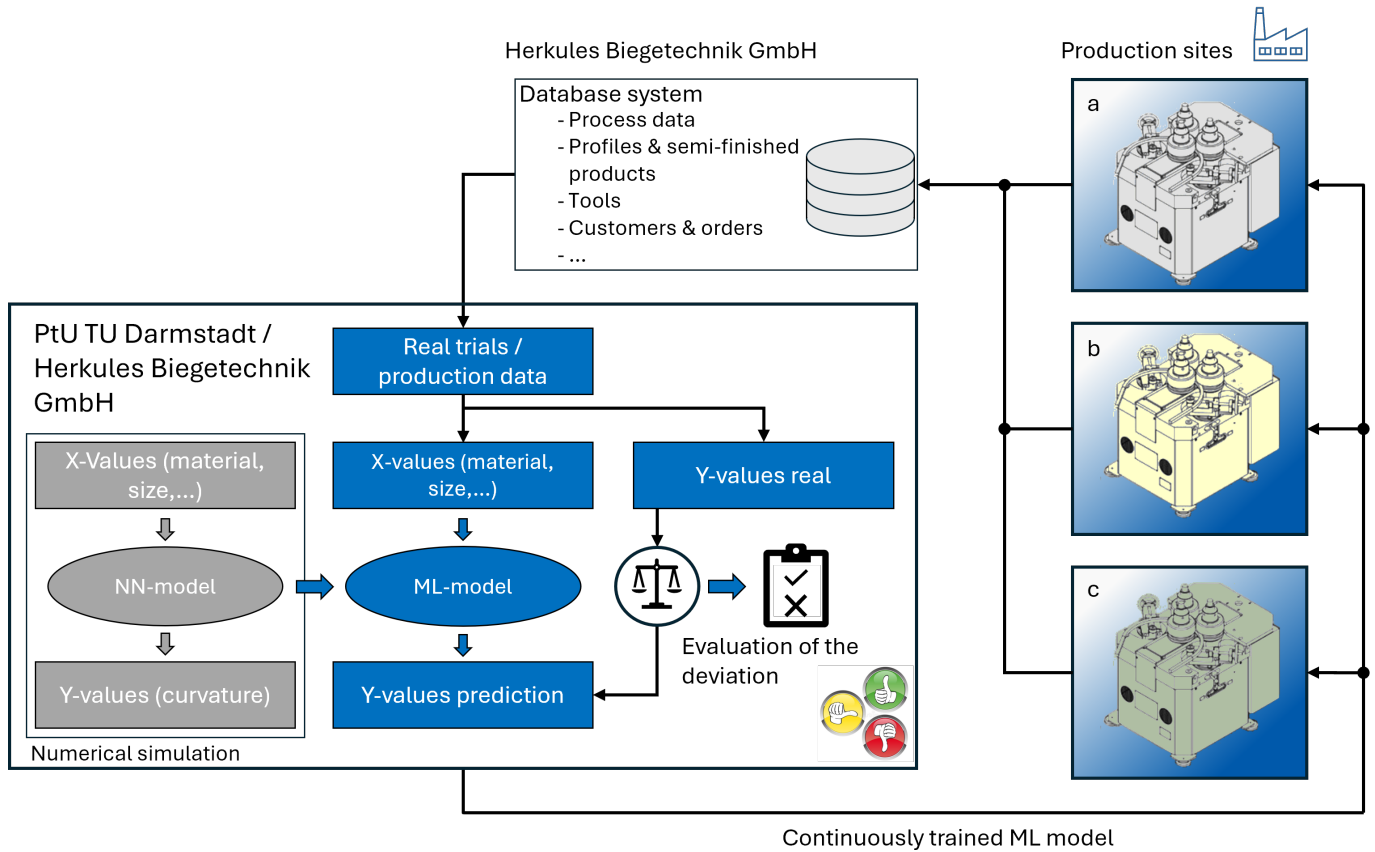 Herkules Biegetechnik GmbH
Production sites
Database system
- Process data
- Profiles & semi-finished
products
- Tools
- Customers & orders
- ...
a
b
c
PtU TU Darmstadt /
Herkules Biegetechnik
GmbH
Real trials /
production data
X-Values (material,
size,...)
X-values (material,
size,...)
Y-values real
NN-model
ML-model
Evaluation of the
deviation
Y-values (curvature)
Y-values prediction
Numerical simulation
Continuously trained ML model